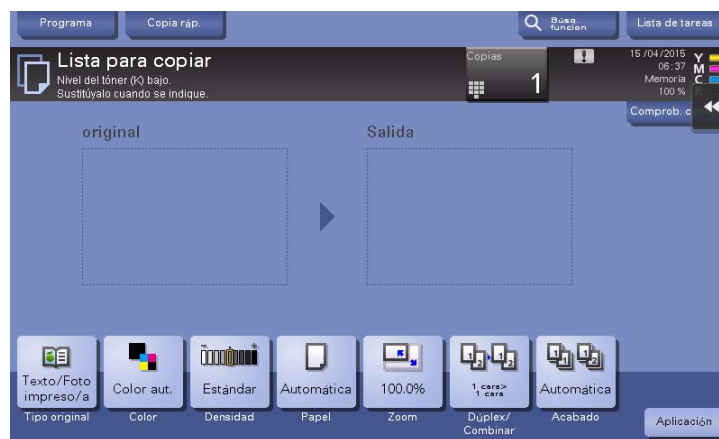 Programa
Copia ráp.
Búsq.
función
Lista de tareas
Lista para copiar
Nivel del tóner (K) bajo.
Sustitúyalo cuando se indique.
Copias
1
15/04/2015
06:37
Memoria
100 %
Y
M
C
K
Comprob. c
original
Salida
Texto/Foto
impreso/a
Color aut.
Estándar
Automática
100.0%
1 cara>
1 cara
Automática
Tipo original
Color
Densidad
Papel
Zoom
Dúplex/
Combinar
Acabado
Aplicación